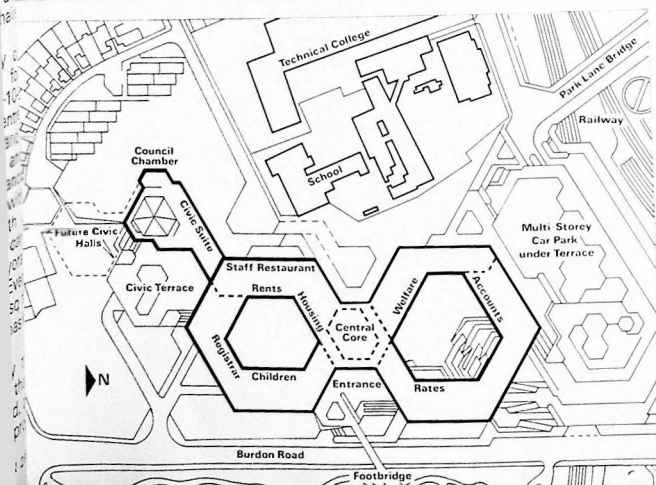 Technical College
Park Lane Bridge
Railway
Council
Chamber
School
Civic Suite
Future Civic
Halls
Multi-Storey
Car Park
under Terrace
Staff Restaurant
Civic Terrace
Rents
Housing
Welfare
Accounts
Central
Core
Registrar
N
Children
Entrance
Rates
Burdon Road
Footbridge